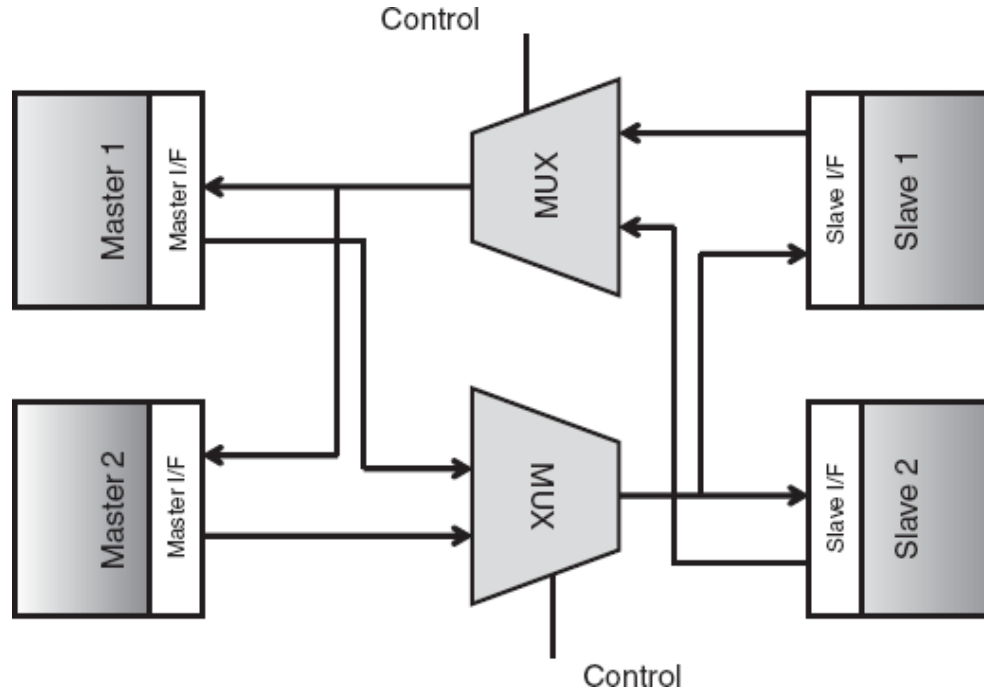 Control
Master 1
Master I/F
MUX
Slave I/F
Slave 1
Master 2
Master I/F
MUX
Slave I/F
Slave 2
Control